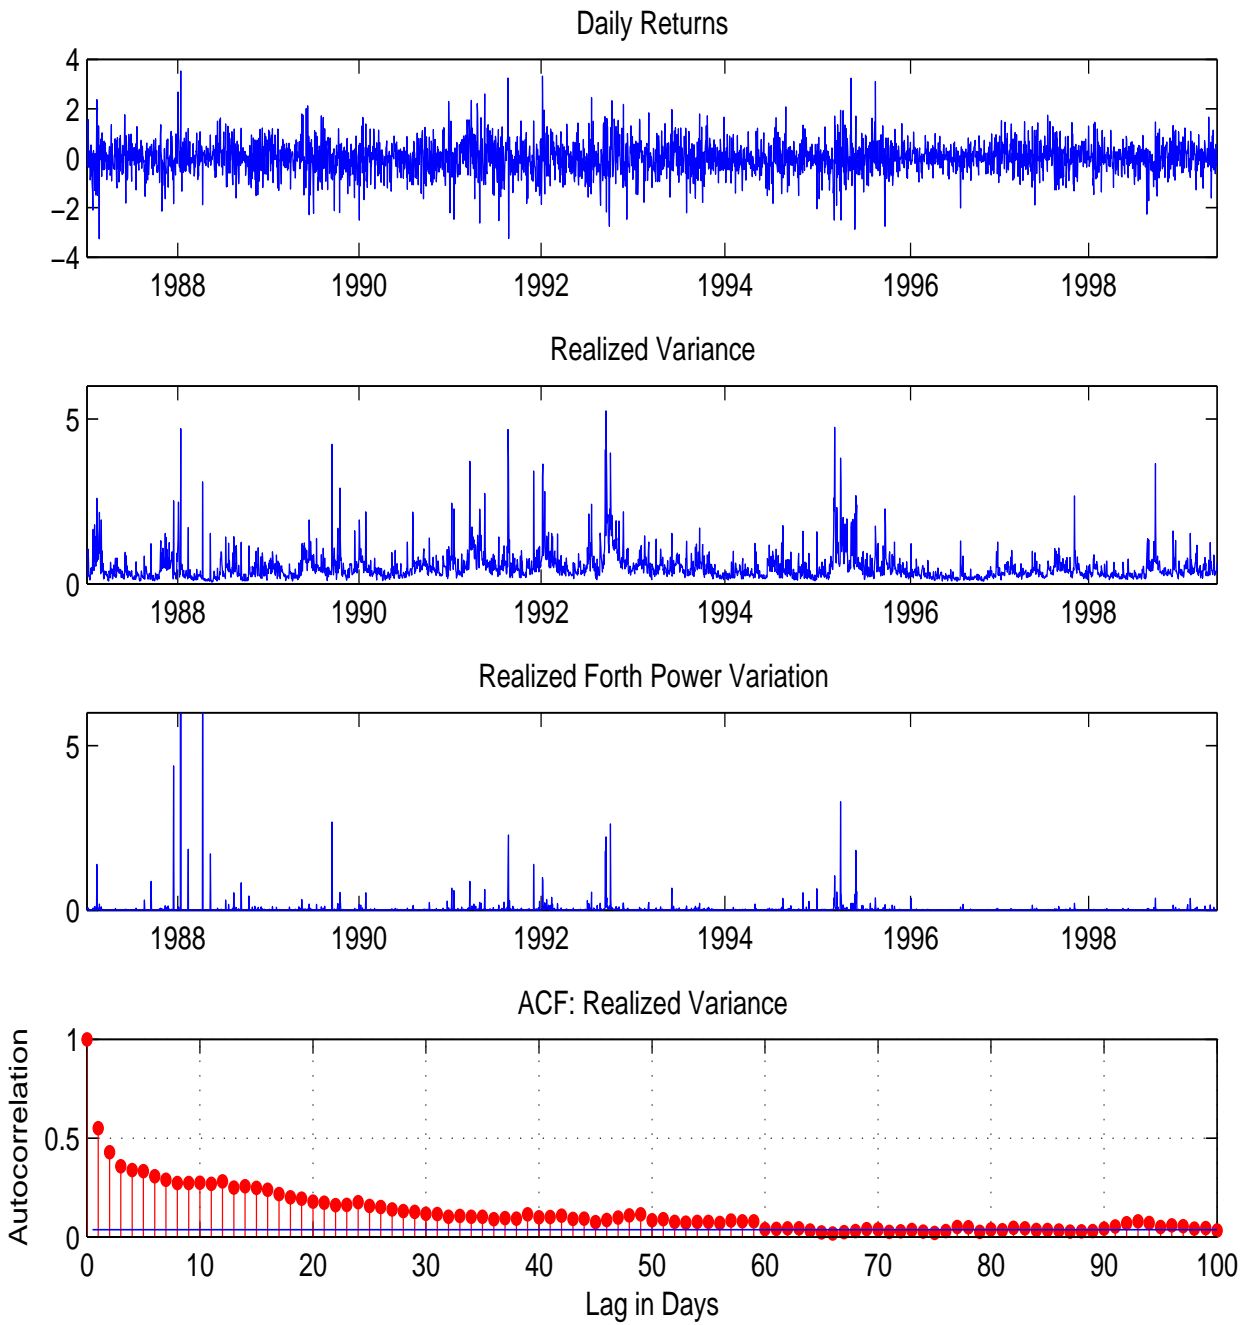 Daily Returns
4
2
0
−2
−4
1988 1990 1992 1994 1996 1998
Realized Variance
5
0
1988 1990 1992 1994 1996 1998
Realized Forth Power Variation
5
0
1988 1990 1992 1994 1996 1998
ACF: Realized Variance
Autocorrelation
1
0.5
0
0 10 20 30 40 50 60 70 80 90 100
Lag in Days